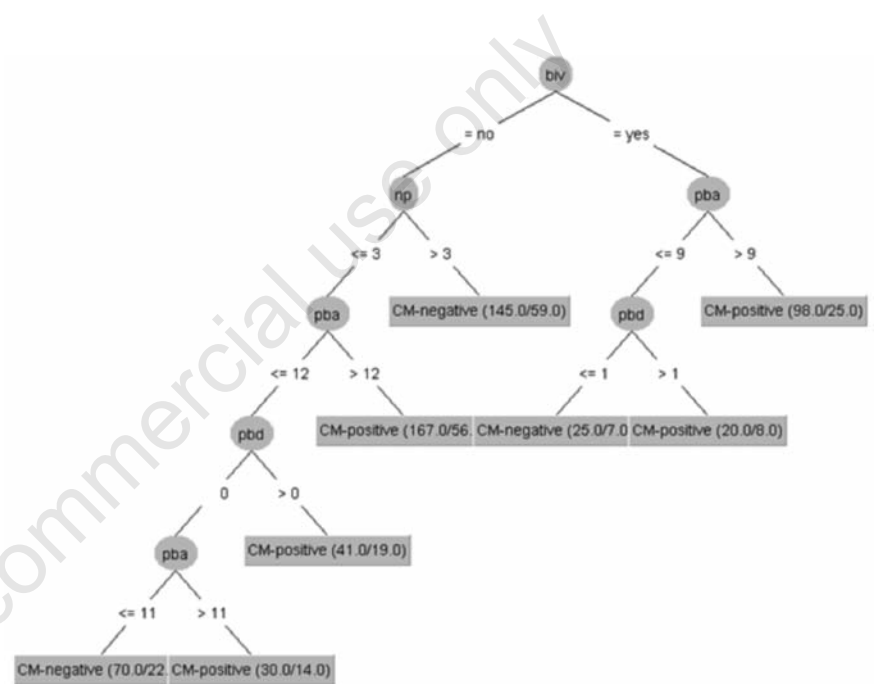 biv
= no
= yes
np
pba
<= 3
> 3
<= 9
> 9
pba
CM-negative (145.0/59.0)
pbd
CM-positive (98.0/25.0)
<= 12
> 12
<= 1
> 1
pbd
CM-positive (167.0/56.
CM-negative (25.0/7.0
CM-positive (20.0/8.0)
0
> 0
pba
CM-positive (41.0/19.0)
<= 11
> 11
CM-negative (70.0/22.
CM-positive (30.0/14.0)
ommercial use only